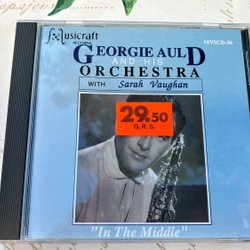 Musicraft
RECORDS
MVSCD-56
GEORGIE AULD
AND HIS
ORCHESTRA
WITH Sarah Vaughan
29.50
G.R.S.
"In The Middle"